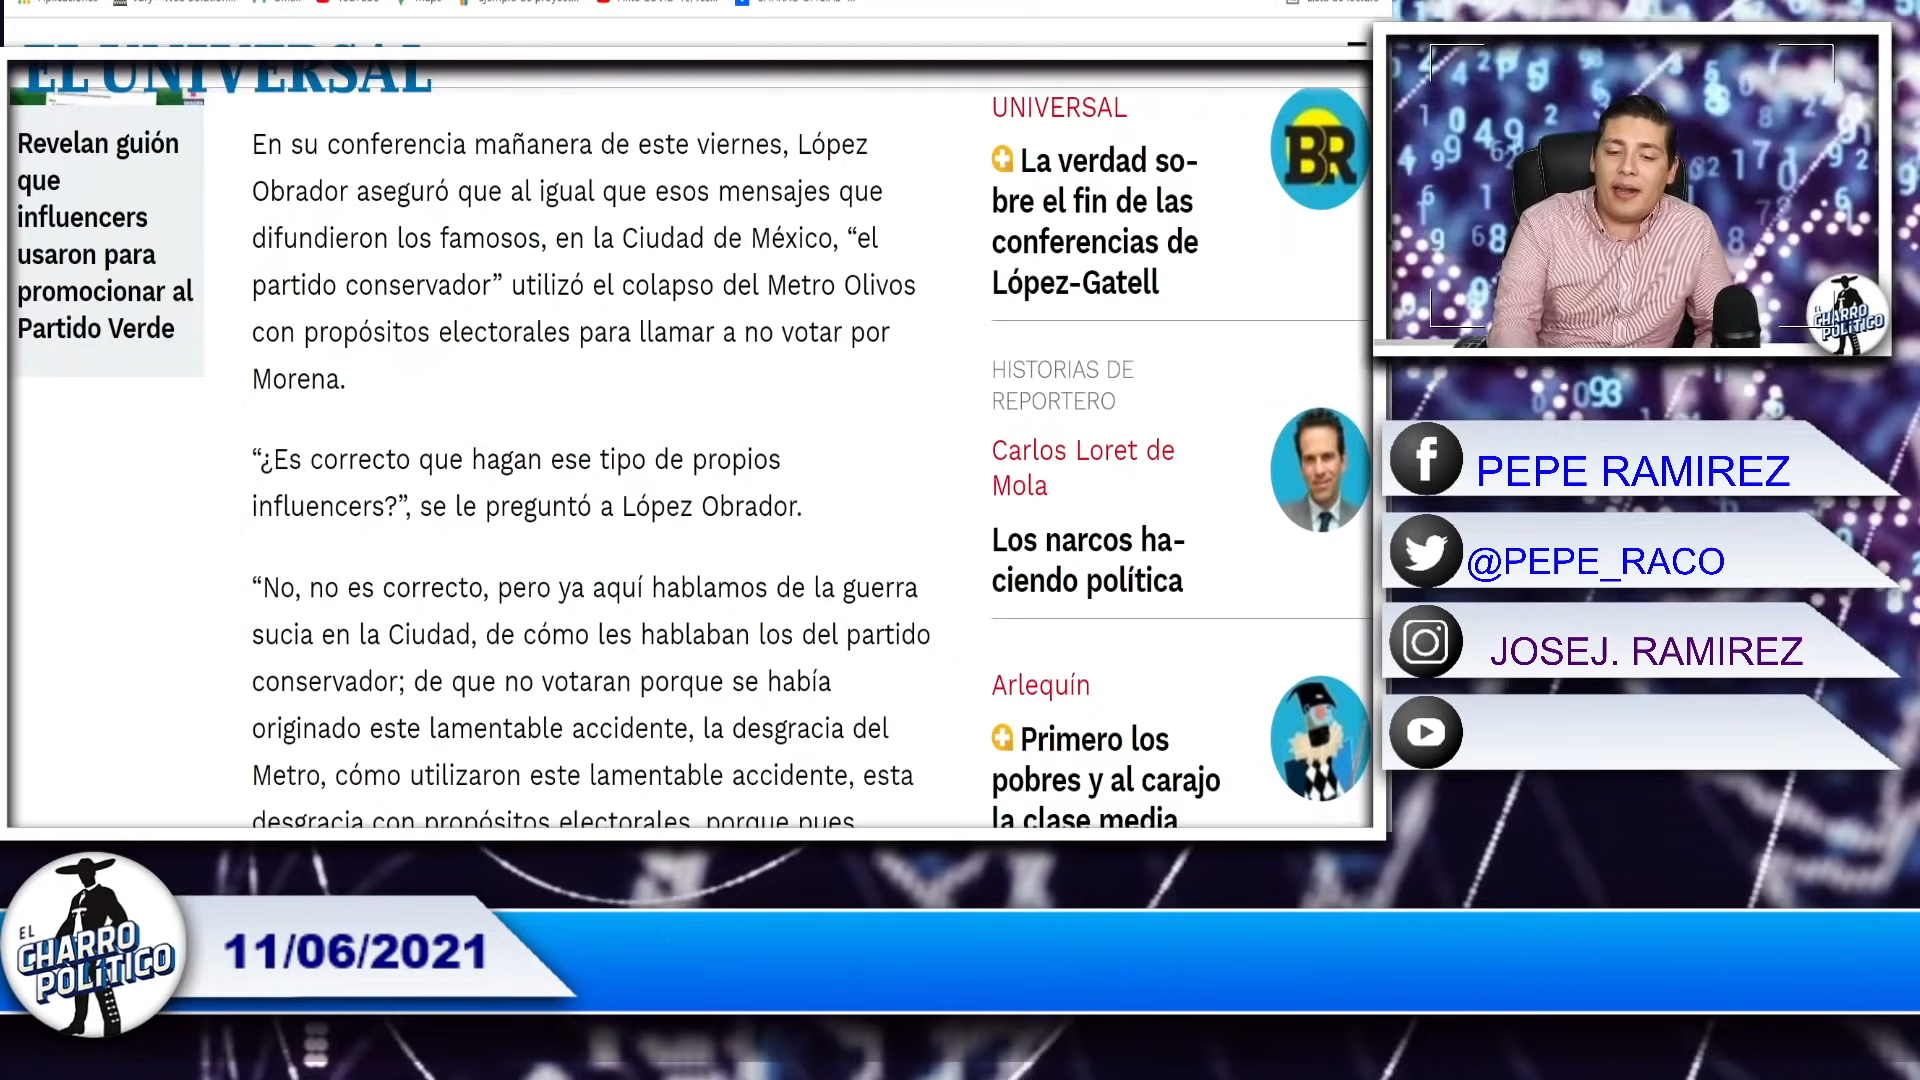 EL UNIVERSAL
Revelan guión
que
influencers
usaron para
promocionar al
Partido Verde
En su conferencia mañanera de este viernes, López
Obrador aseguró que al igual que esos mensajes que
difundieron los famosos, en la Ciudad de México, “el
partido conservador” utilizó el colapso del Metro Olivos
con propósitos electorales para llamar a no votar por
Morena.
“¿Es correcto que hagan ese tipo de propios
influencers?”, se le preguntó a López Obrador.
“No, no es correcto, pero ya aquí hablamos de la guerra
sucia en la Ciudad, de cómo les hablaban los del partido
conservador; de que no votaran porque se había
originado este lamentable accidente, la desgracia del
Metro, cómo utilizaron este lamentable accidente, esta
desgracia con propósitos electorales, porque pues
UNIVERSAL
La verdad so-
bre el fin de las
conferencias de
López-Gatell
BR
HISTORIAS DE
REPORTERO
Carlos Loret de
Mola
Los narcos ha-
ciendo política
Arlequín
Primero los
pobres y al carajo
la clase media
EL
CHARRO
POLÍTICO
PEPE RAMIREZ
@PEPE_RACO
JOSEJ. RAMIREZ
EL
CHARRO
POLÍTICO
11/06/2021